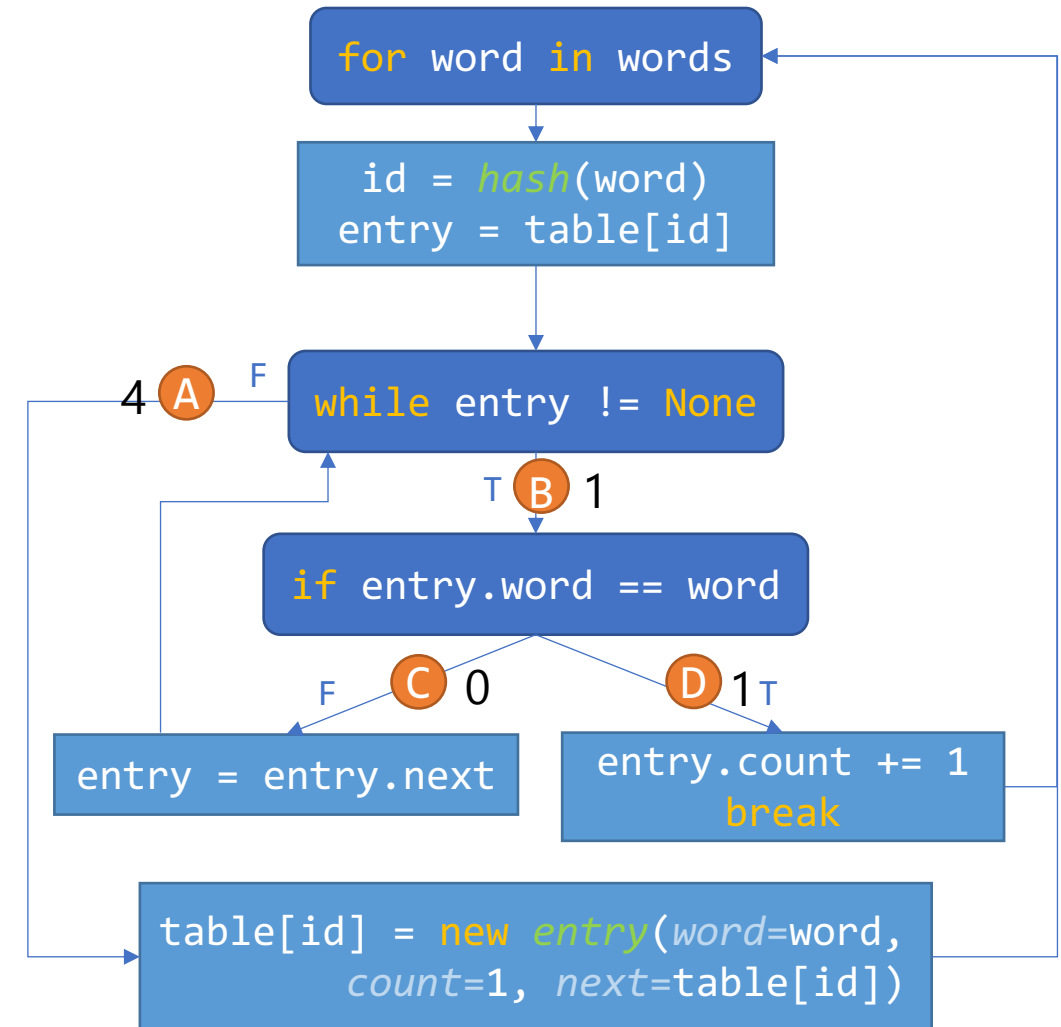 for word in words
id = hash(word)
entry = table[id]
4 A F
while entry != None
T B 1
if entry.word == word
F C 0
D 1 T
entry = entry.next
entry.count += 1
break
table[id] = new entry(word=word,
count=1, next=table[id])